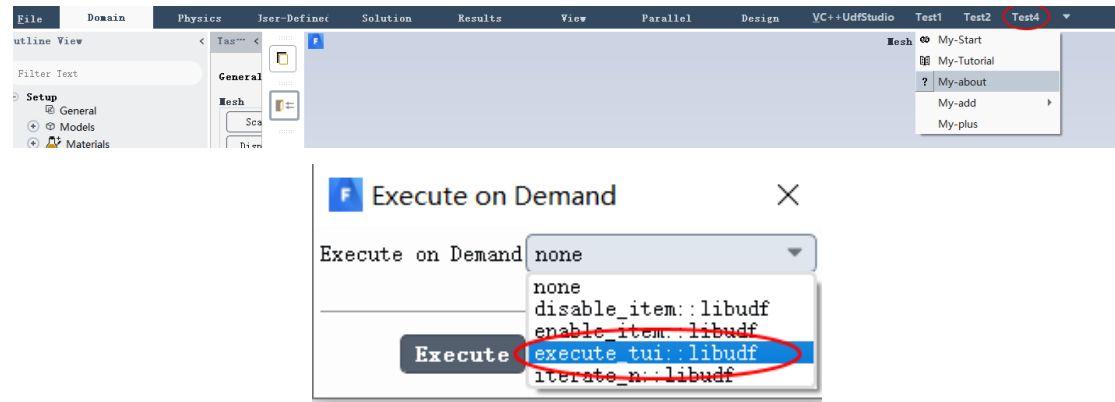 File Domain Physics Jser-Definec Solution Results View Parallel Design VC++UdfStudio Test1 Test2 Test4
utline View < Tas... <
Mesh
My-Start
Filter Text
My-Tutorial
General
? My-about
Setup
Mesh
General
My-add
Models
Sca
My-plus
Materials
Disp
F Execute on Demand
Execute on Demand none
none
disable_item::libudf
enable_item::libudf
Execute
execute_tui::libudf
iterate_n::libudf